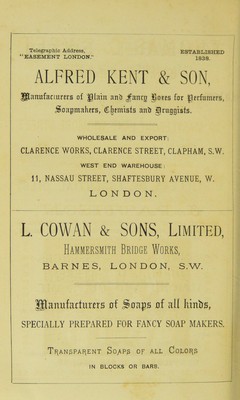 Telegraphic Address,
"EASEMENT LONDON."
ESTABLISHED
1838.
ALFRED KENT & SON,
Manufacturers of Plain and Fancy Boxes for Perfumers,
Soapmakers, Chemists and Druggists.
WHOLESALE AND EXPORT:
CLARENCE WORKS, CLARENCE STREET, CLAPHAM, S.W.
WEST END WAREHOUSE:
11, NASSAU STREET, SHAFTESBURY AVENUE, W.
LONDON.
L. COWAN & SONS, LIMITED,
HAMMERSMITH BRIDGE WORKS,
BARNES, LONDON, S.W.
Manufacturers of Soaps of all kinds,
SPECIALLY PREPARED FOR FANCY SOAP MAKERS.
TRANSPARENT SOAPS OF ALL COLORS
IN BLOCKS OR BARS.